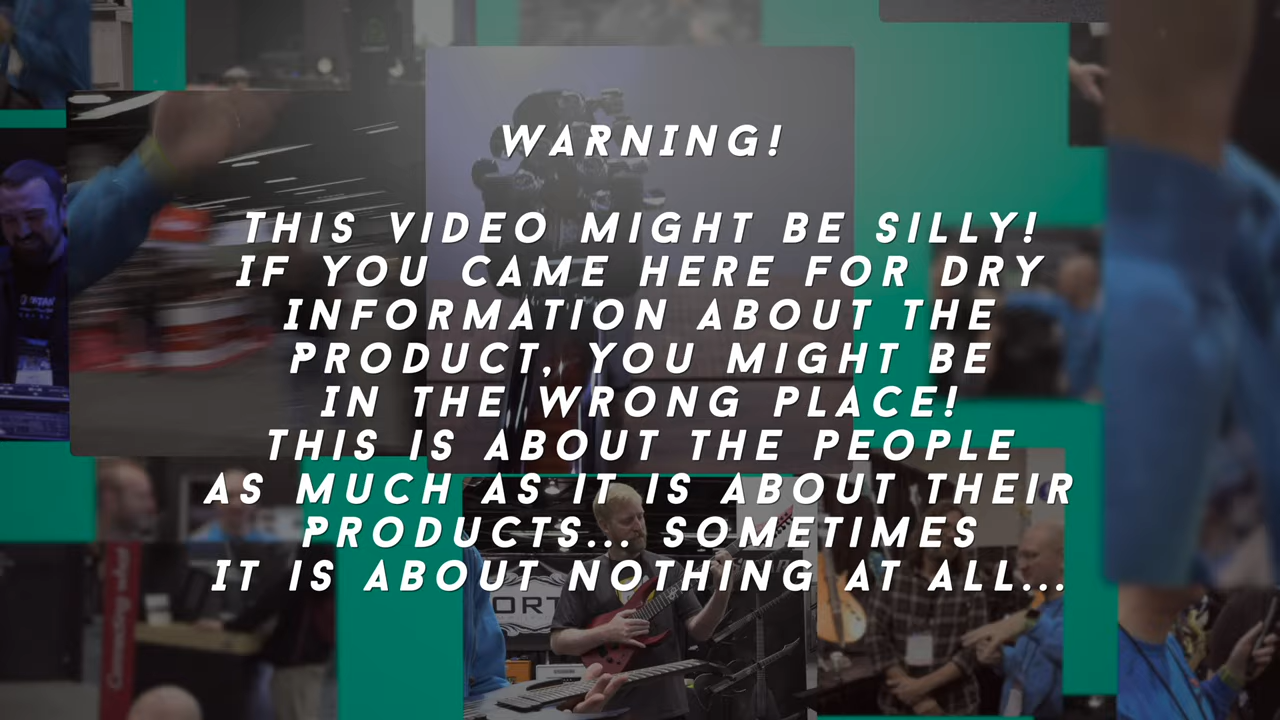 WARNING!
THIS VIDEO MIGHT BE SILLY!
IF YOU CAME HERE FOR DRY
INFORMATION ABOUT THE
PRODUCT, YOU MIGHT BE
IN THE WRONG PLACE!
THIS IS ABOUT THE PEOPLE
AS MUCH AS IT IS ABOUT THEIR
PRODUCTS... SOMETIMES
IT IS ABOUT NOTHING AT ALL...
ORT